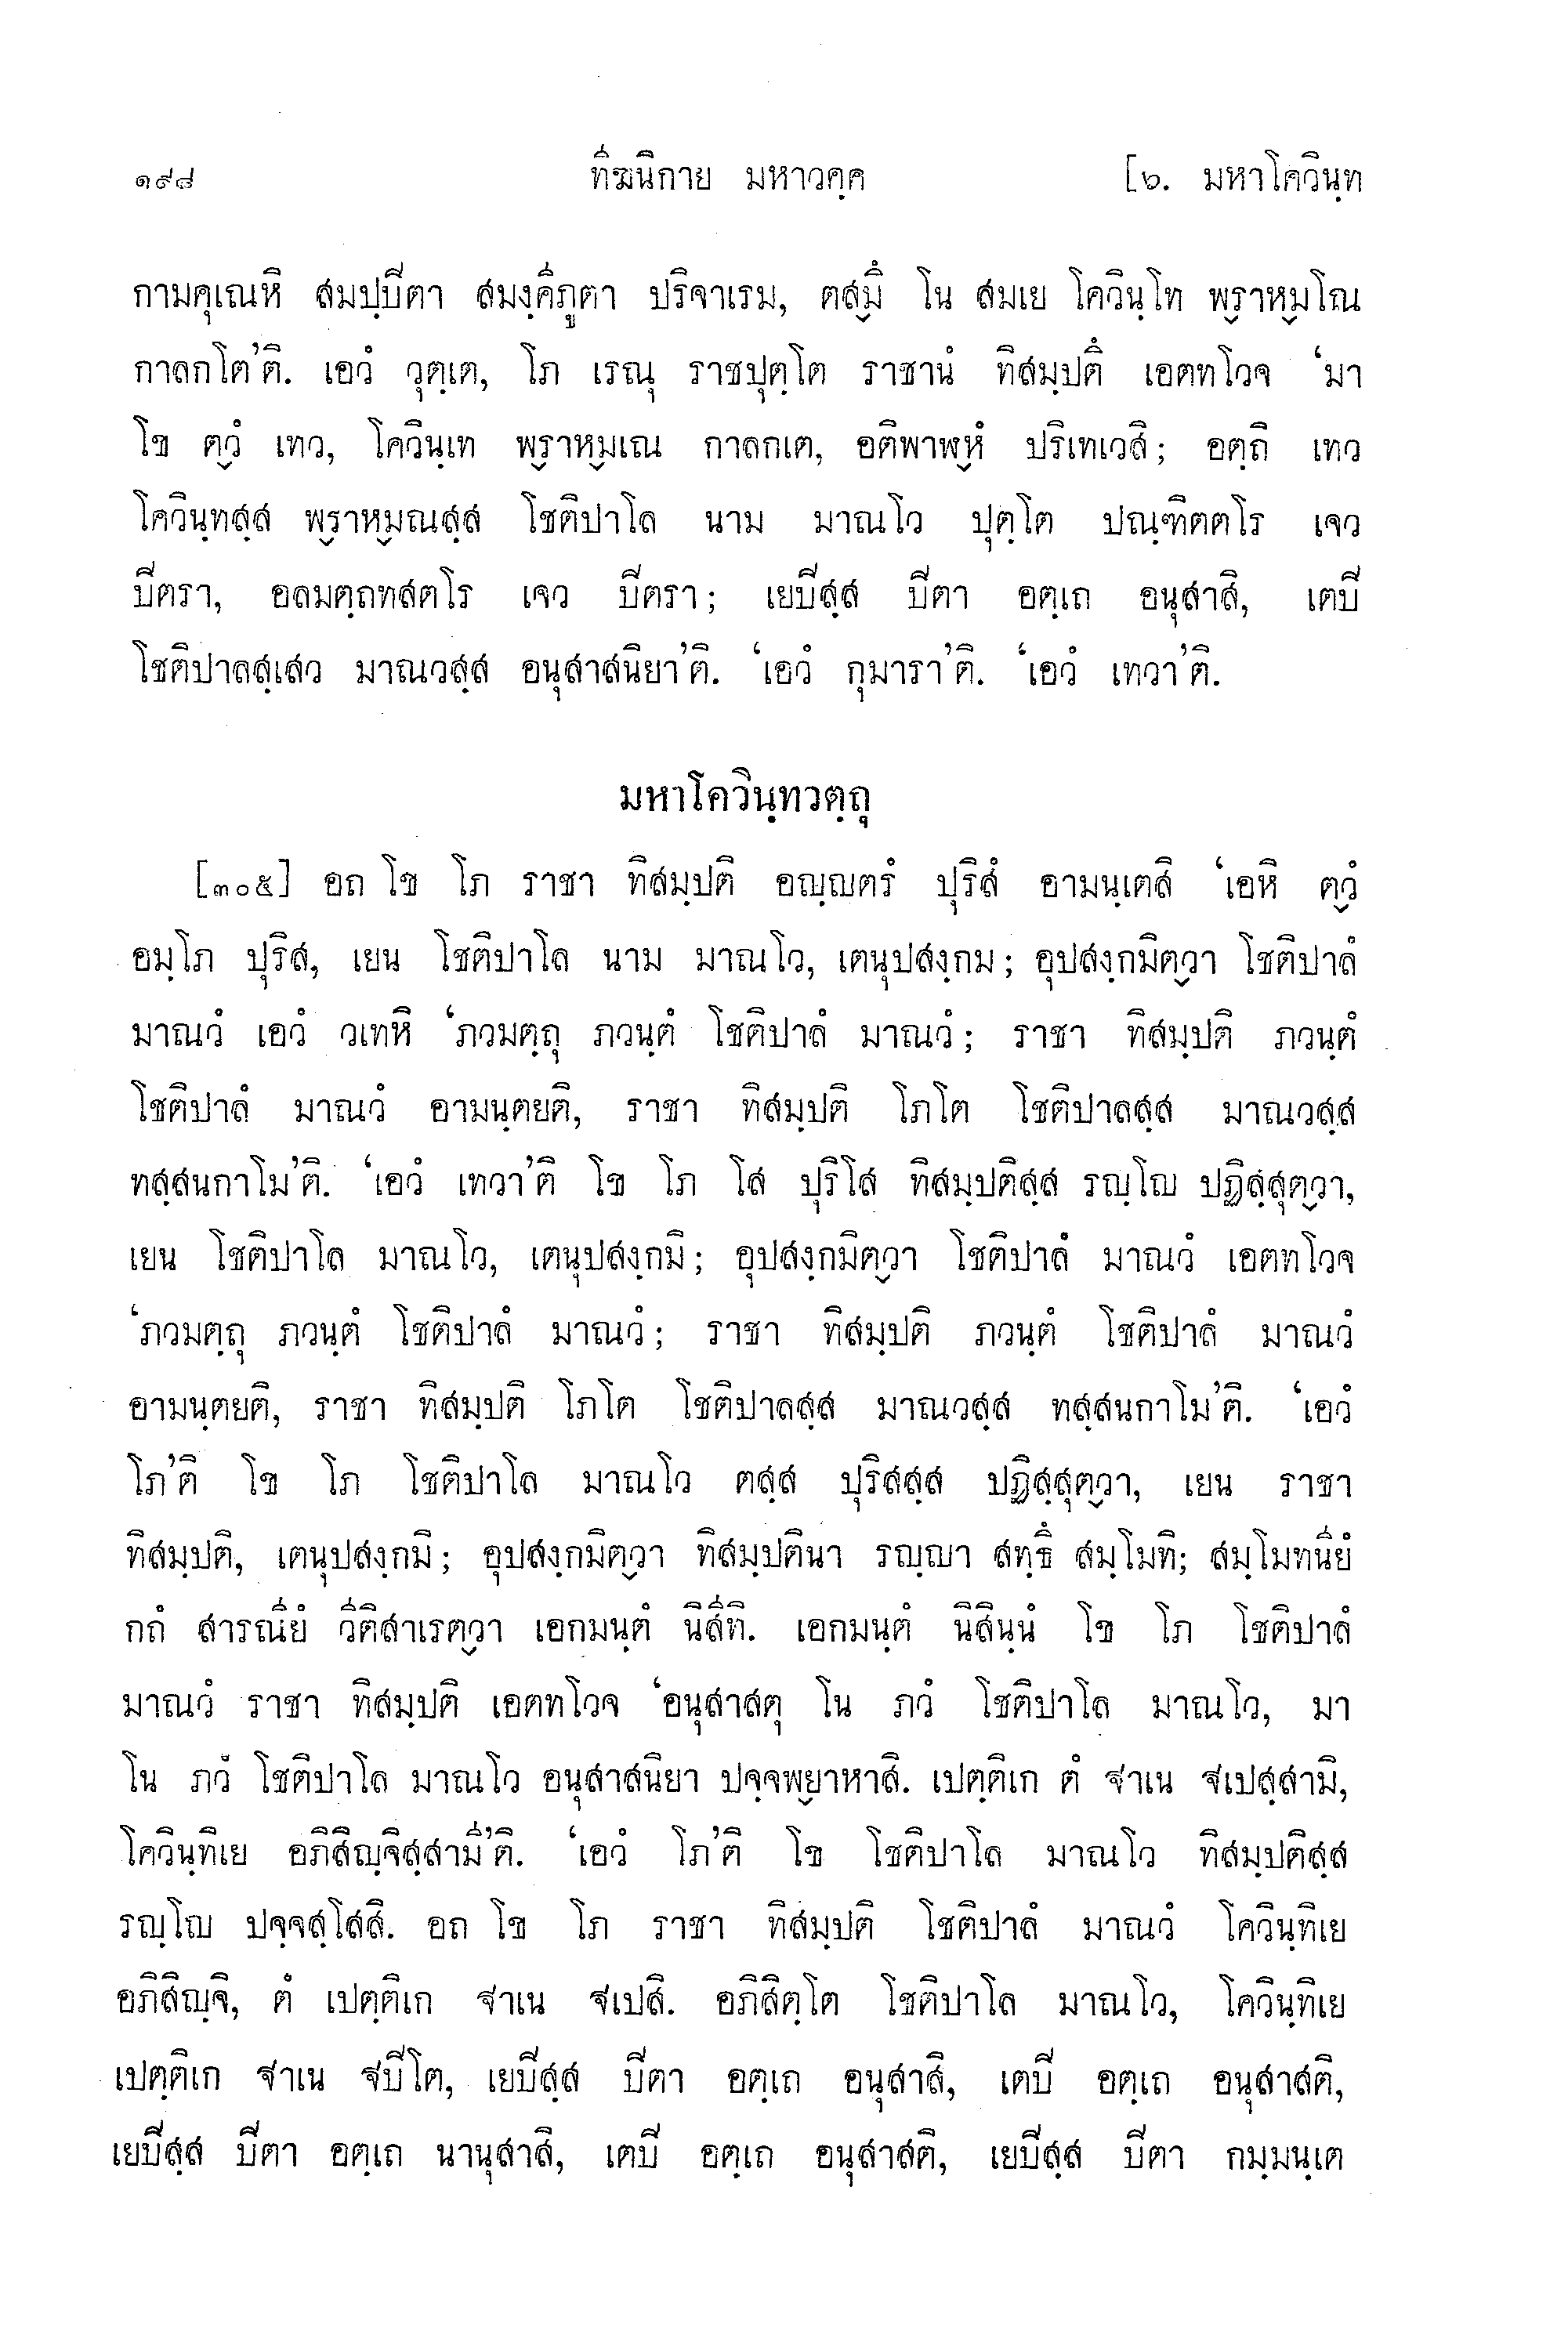 ๑๙๘ ทีฆนิกาย มหาวคฺค [๖. มหาโควินฺท
กามคุเณหิ สมปฺปิตา สมงฺคีภูตา ปริจาเรม, ตสฺมิํ โน สมเย โควินฺโท พ๎ราห๎มโณ
กาลกโต’ติ. เอวํ วุตฺเต, โภ เรณุ ราชปุตฺโต ราชานํ ทิสมฺปติํ เอตทโวจ ‘มา
โข ต๎วํ เทว, โควินฺเท พ๎ราห๎มเณ กาลกเต, อติพาฬ๎หํ ปริเทเวสิ; อตฺถิ เทว
โควินฺทสฺส พ๎ราห๎มณสฺส โชติปาโล นาม มาณโว ปุตฺโต ปณฺฑิตตโร เจว
ปิตรา, อลมตฺถทสตโร เจว ปิตรา; เยปิสฺส ปิตา อตฺเถ อนุสาสิ, เตปิ
โชติปาลสฺเสว มาณวสฺส อนุสาสนิยา’ติ. ‘เอวํ กุมารา’ติ. ‘เอวํ เทวา’ติ.
มหาโควินฺทวตฺถุ
[๓๐๕] อถ โข โภ ราชา ทิสมฺปติ อญฺญตรํ ปุริสํ อามนฺเตสิ ‘เอหิ ต๎วํ
อมฺโภ ปุริส, เยน โชติปาโล นาม มาณโว, เตนุปสงฺกม; อุปสงฺกมิต๎วา โชติปาลํ
มาณวํ เอวํ วเทหิ ‘ภวมตฺถุ ภวนฺตํ โชติปาลํ มาณวํ; ราชา ทิสมฺปติ ภวนฺตํ
โชติปาลํ มาณวํ อามนฺตยติ, ราชา ทิสมฺปติ โภโต โชติปาลสฺส มาณวสฺส
ทสฺสนกาโม’ติ. ‘เอวํ เทวา’ติ โข โภ โส ปุริโส ทิสมฺปติสฺส รญฺโญ ปฏิสฺสุต๎วา,
เยน โชติปาโล มาณโว, เตนุปสงฺกมิ; อุปสงฺกมิต๎วา โชติปาลํ มาณวํ เอตทโวจ
‘ภวมตฺถุ ภวนฺตํ โชติปาลํ มาณวํ; ราชา ทิสมฺปติ ภวนฺตํ โชติปาลํ มาณวํ
อามนฺตยติ, ราชา ทิสมฺปติ โภโต โชติปาลสฺส มาณวสฺส ทสฺสนกาโม’ติ. ‘เอวํ
โภ’ติ โข โภ โชติปาโล มาณโว ตสฺส ปุริสสฺส ปฏิสฺสุต๎วา, เยน ราชา
ทิสมฺปติ, เตนุปสงฺกมิ; อุปสงฺกมิต๎วา ทิสมฺปตินา รญฺญา สทฺธิํ สมฺโมทิ; สมฺโมทนียํ
กถํ สารณียํ วีติสาเรต๎วา เอกมนฺตํ นิสีทิ. เอกมนฺตํ นิสินฺนํ โข โภ โชติปาลํ
มาณวํ ราชา ทิสมฺปติ เอตทโวจ ‘อนุสาสตุ โน ภวํ โชติปาโล มาณโว, มา
โน ภวํ โชติปาโล มาณโว อนุสาสนิยา ปจฺจพ๎ยาหาสิ. เปตฺติเก ตํ ฐาเน ฐเปสฺสามิ,
โควินฺทิเย อภิสิญฺจิสฺสามี’ติ. ‘เอวํ โภ’ติ โข โชติปาโล มาณโว ทิสมฺปติสฺส
รญฺโญ ปจฺจสฺโสสิ. อถ โข โภ ราชา ทิสมฺปติ โชติปาลํ มาณวํ โควินฺทิเย
อภิสิญฺจิ, ตํ เปตฺติเก ฐาเน ฐเปสิ. อภิสิตฺโต โชติปาโล มาณโว, โควินฺทิเย
เปตฺติเก ฐาเน ฐปิโต, เยปิสฺส ปิตา อตฺเถ อนุสาสิ, เตปิ อตฺเถ อนุสาสติ,
เยปิสฺส ปิตา อตฺเถ นานุสาสิ, เตปิ อตฺเถ อนุสาสติ, เยปิสฺส ปิตา กมฺมนฺเต